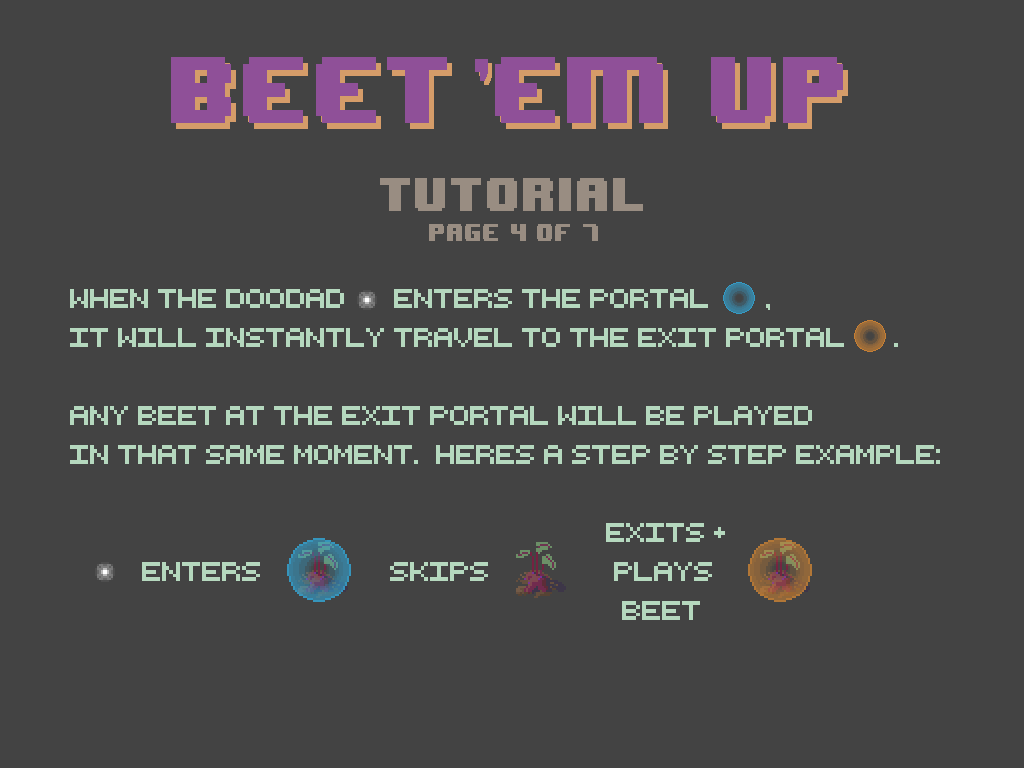 BEET 'EM UP
TUTORIAL
PAGE 4 OF 7
WHEN THE DOODAD ENTERS THE PORTAL ,
IT WILL INSTANTLY TRAVEL TO THE EXIT PORTAL .
ANY BEET AT THE EXIT PORTAL WILL BE PLAYED
IN THAT SAME MOMENT. HERES A STEP BY STEP EXAMPLE:
ENTERS
SKIPS
EXITS +
PLAYS
BEET